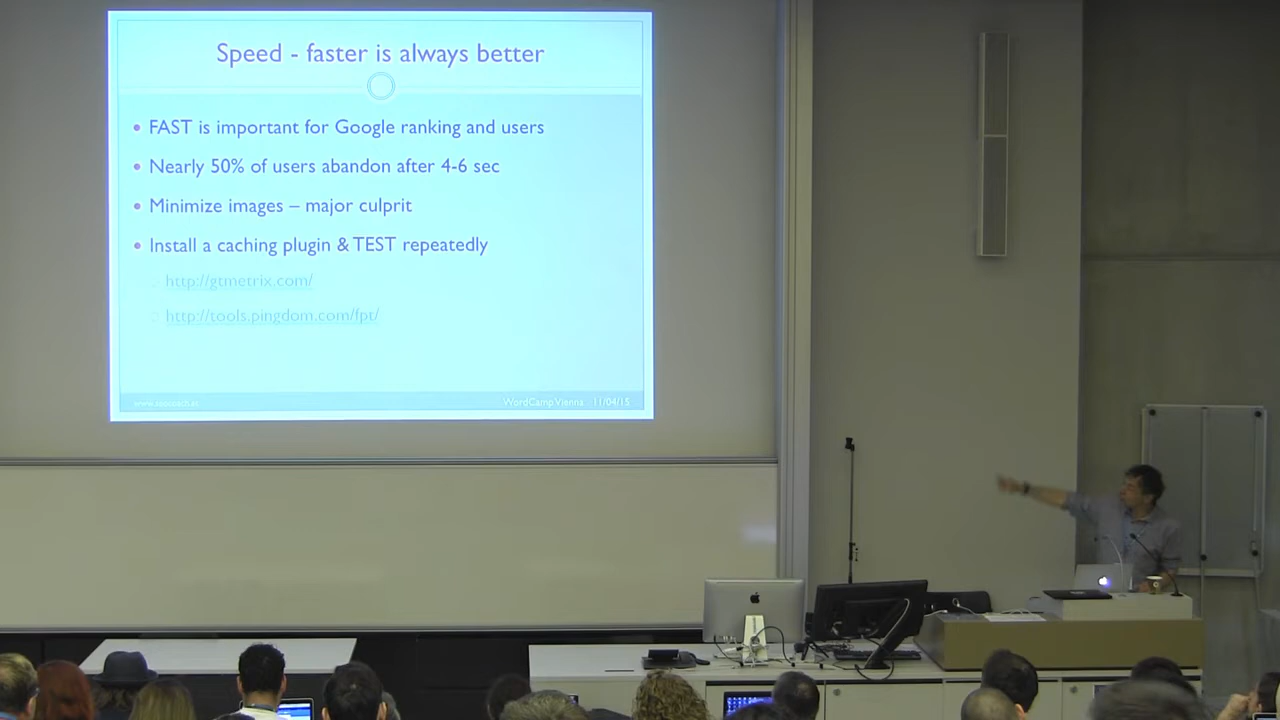 Speed - faster is always better
• FAST is important for Google ranking and users
• Nearly 50% of users abandon after 4-6 sec
• Minimize images – major culprit
• Install a caching plugin & TEST repeatedly
http://gtmetrix.com/
http://tools.pingdom.com/fpt/
WordCamp Vienna 11/04/15